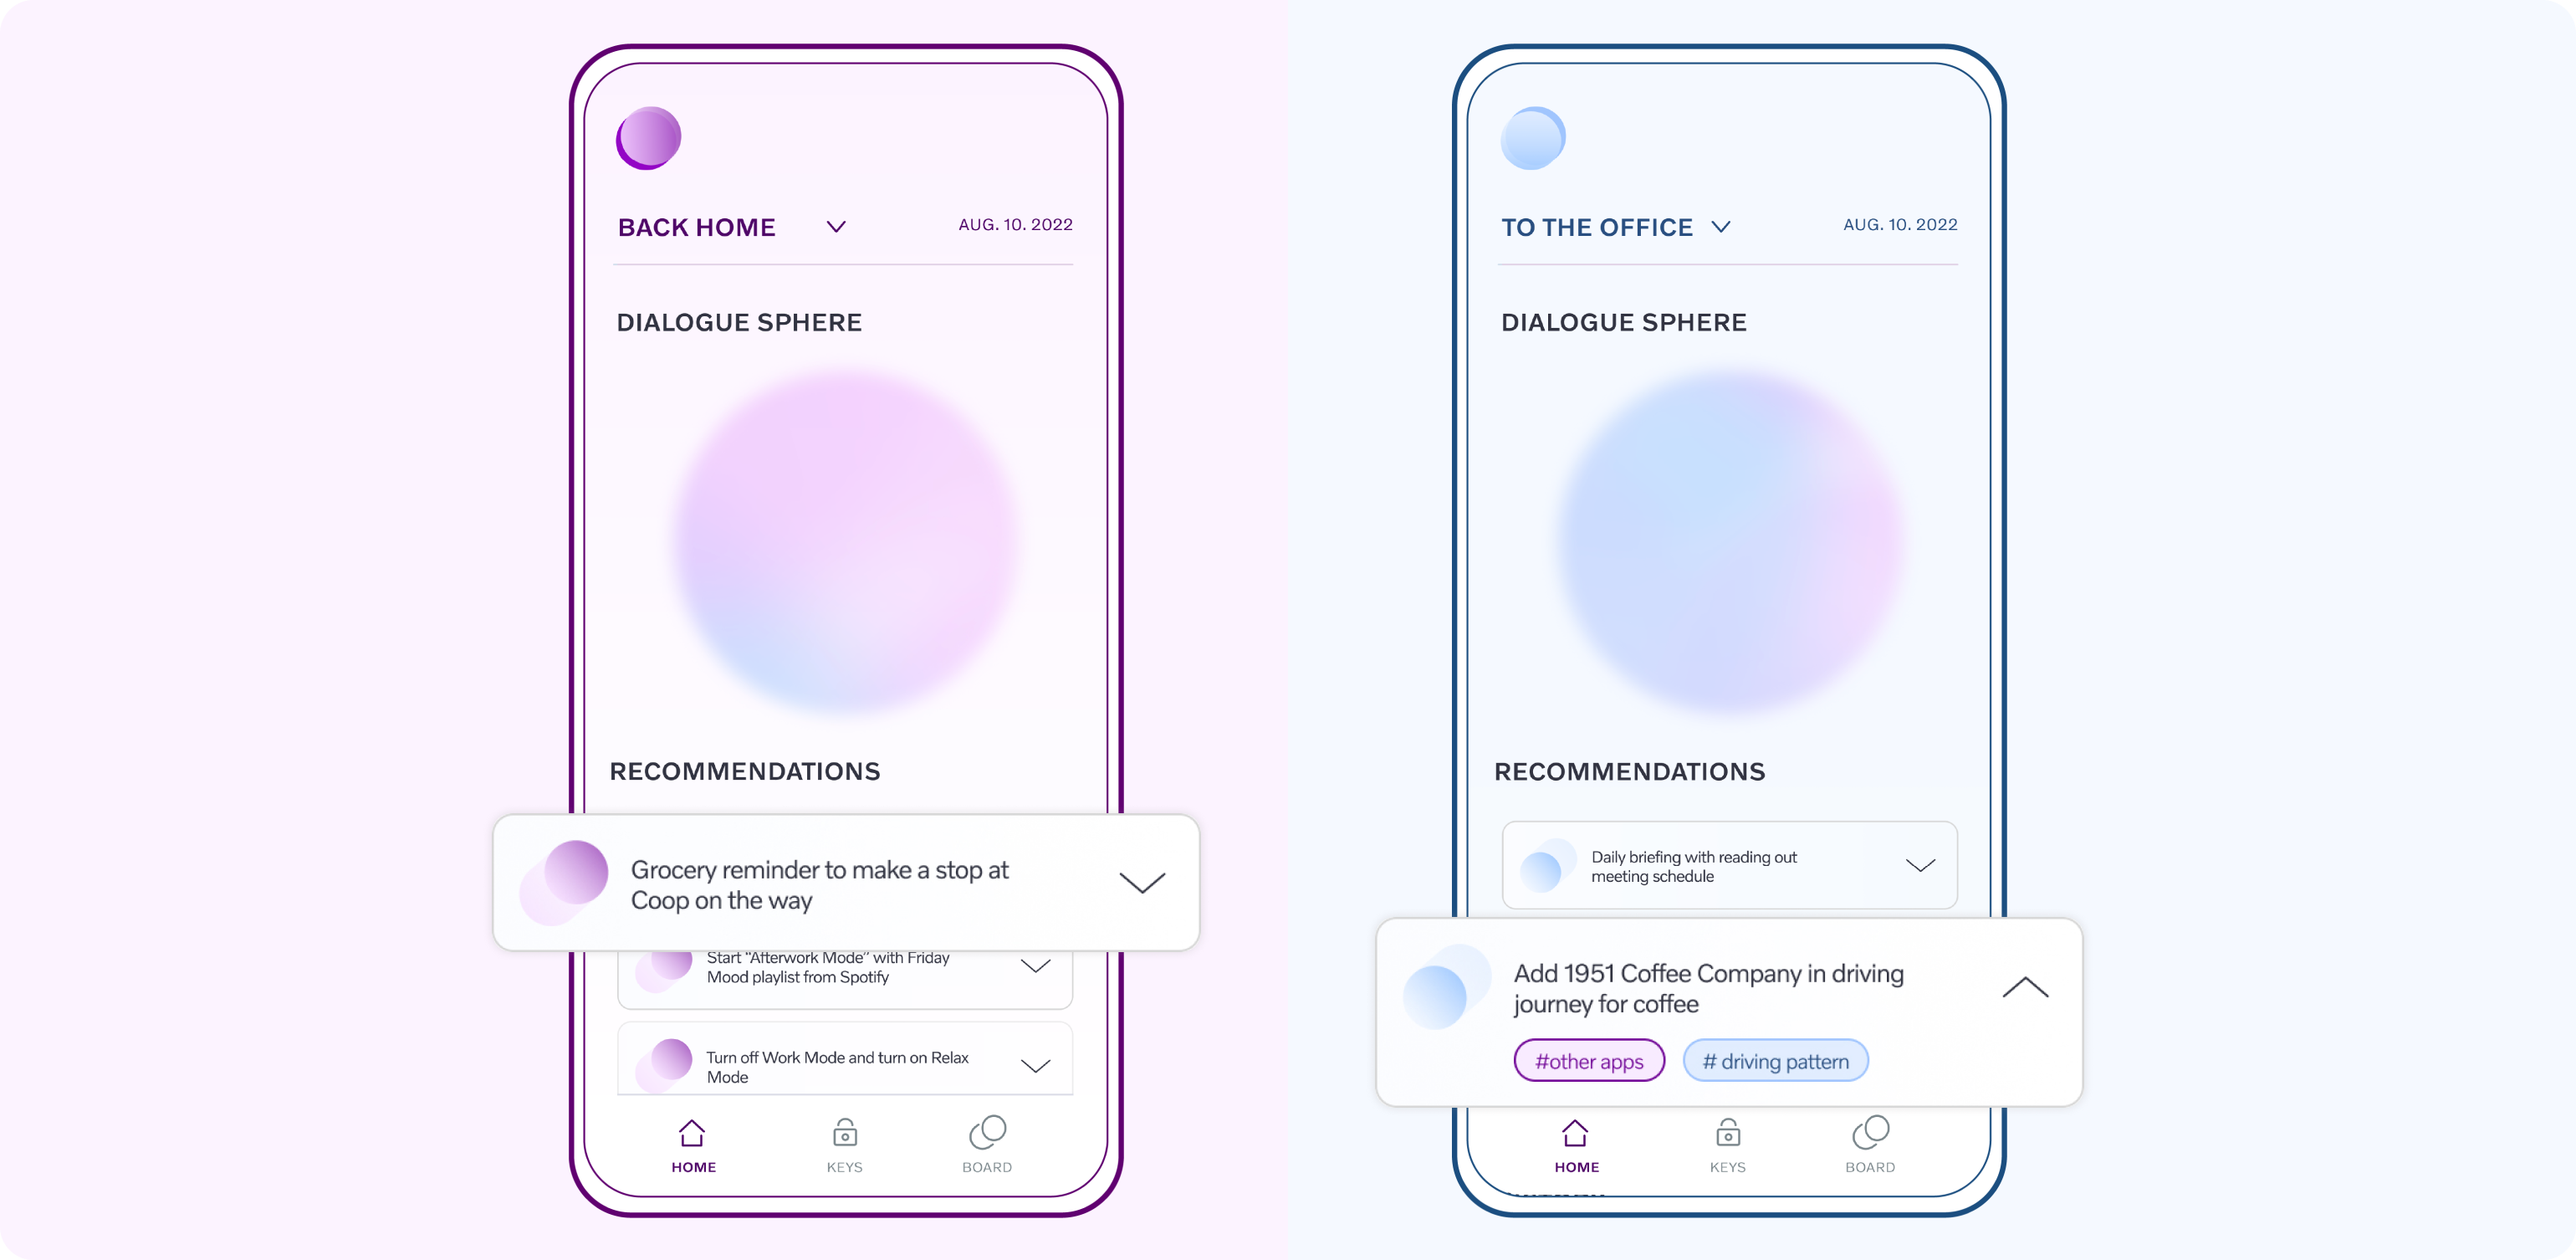 BACK HOME
AUG. 10. 2022
DIALOGUE SPHERE
RECOMMENDATIONS
Grocery reminder to make a stop at
Coop on the way
Start “Afterwork Mode” with Friday
Mood playlist from Spotify
Turn off Work Mode and turn on Relax
Mode
HOME
KEYS
BOARD
TO THE OFFICE
AUG. 10. 2022
DIALOGUE SPHERE
RECOMMENDATIONS
Daily briefing with reading out
meeting schedule
Add 1951 Coffee Company in driving
journey for coffee
#other apps
# driving pattern
HOME
KEYS
BOARD